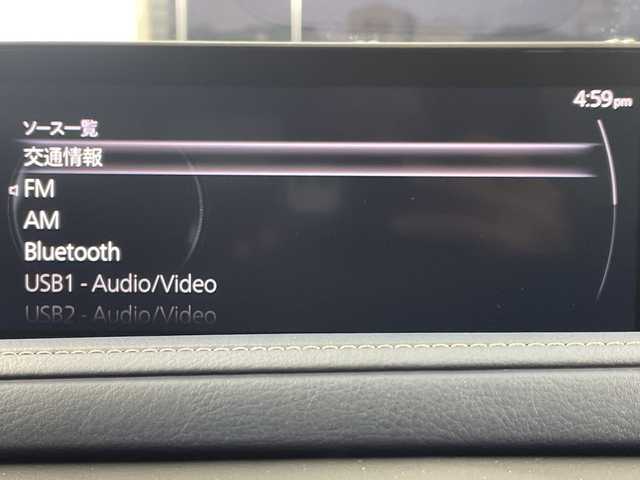 4:59pm
ソース一覧
交通情報
FM
AM
Bluetooth
USB1 - Audio/Video
USB2 - Audio/Video